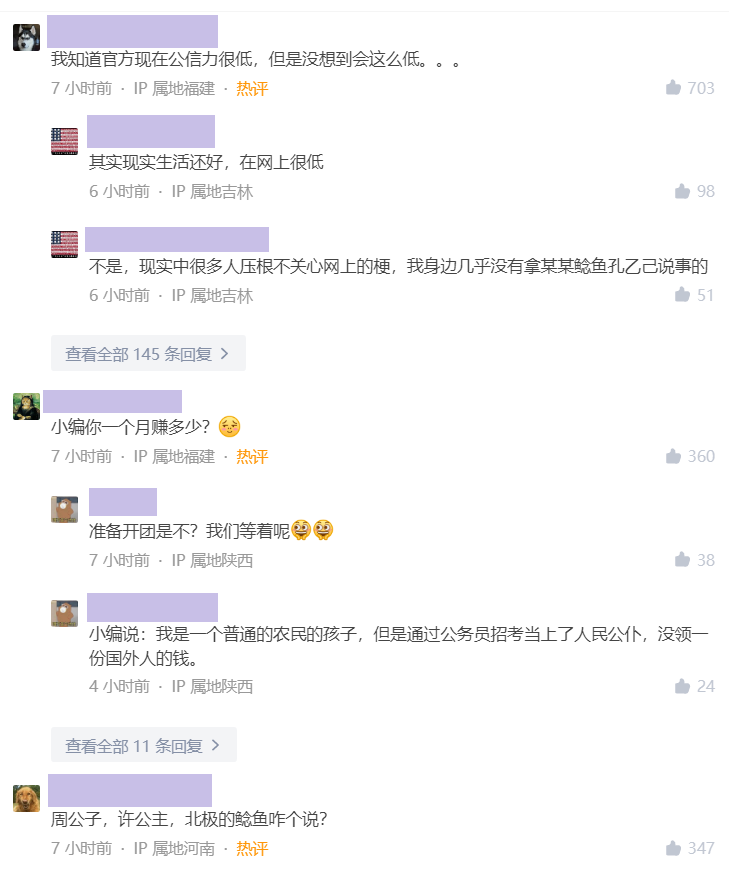 我知道官方现在公信力很低，但是没想到会这么低。。。
7 小时前 · IP 属地福建 · 热评
703
其实现实生活还好，在网上很低
6 小时前 · IP 属地吉林
98
不是，现实中很多人压根不关心网上的梗，我身边几乎没有拿某某鲶鱼孔乙己说事的
6 小时前 · IP 属地吉林
51
查看全部 145 条回复
小编你一个月赚多少？
7 小时前 · IP 属地福建 · 热评
360
准备开团是不？我们等着呢
7 小时前 · IP 属地陕西
38
小编说：我是一个普通的农民的孩子，但是通过公务员招考当上了人民公仆，没领一
份国外人的钱。
4 小时前 · IP 属地陕西
24
查看全部 11 条回复
周公子，许公主，北极的鲶鱼咋个说？
7 小时前 · IP 属地河南 · 热评
347